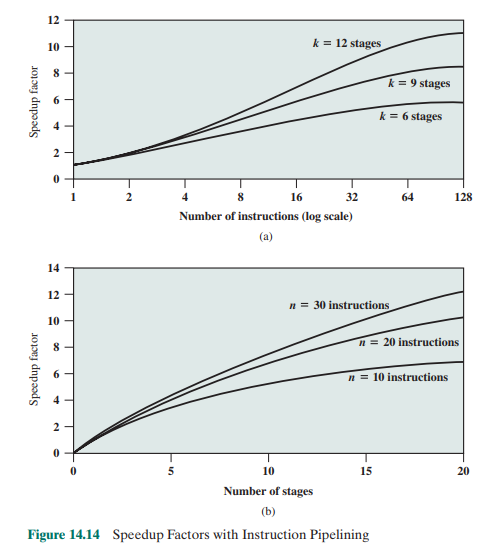 12
10
8
6
4
2
0
Speedup factor
k = 12 stages
k = 9 stages
k = 6 stages
1 2 4 8 16 32 64 128
Number of instructions (log scale)
(a)
14
12
10
8
6
4
2
0
Speedup factor
n = 30 instructions
n = 20 instructions
n = 10 instructions
0 5 10 15 20
Number of stages
(b)
Figure 14.14 Speedup Factors with Instruction Pipelining